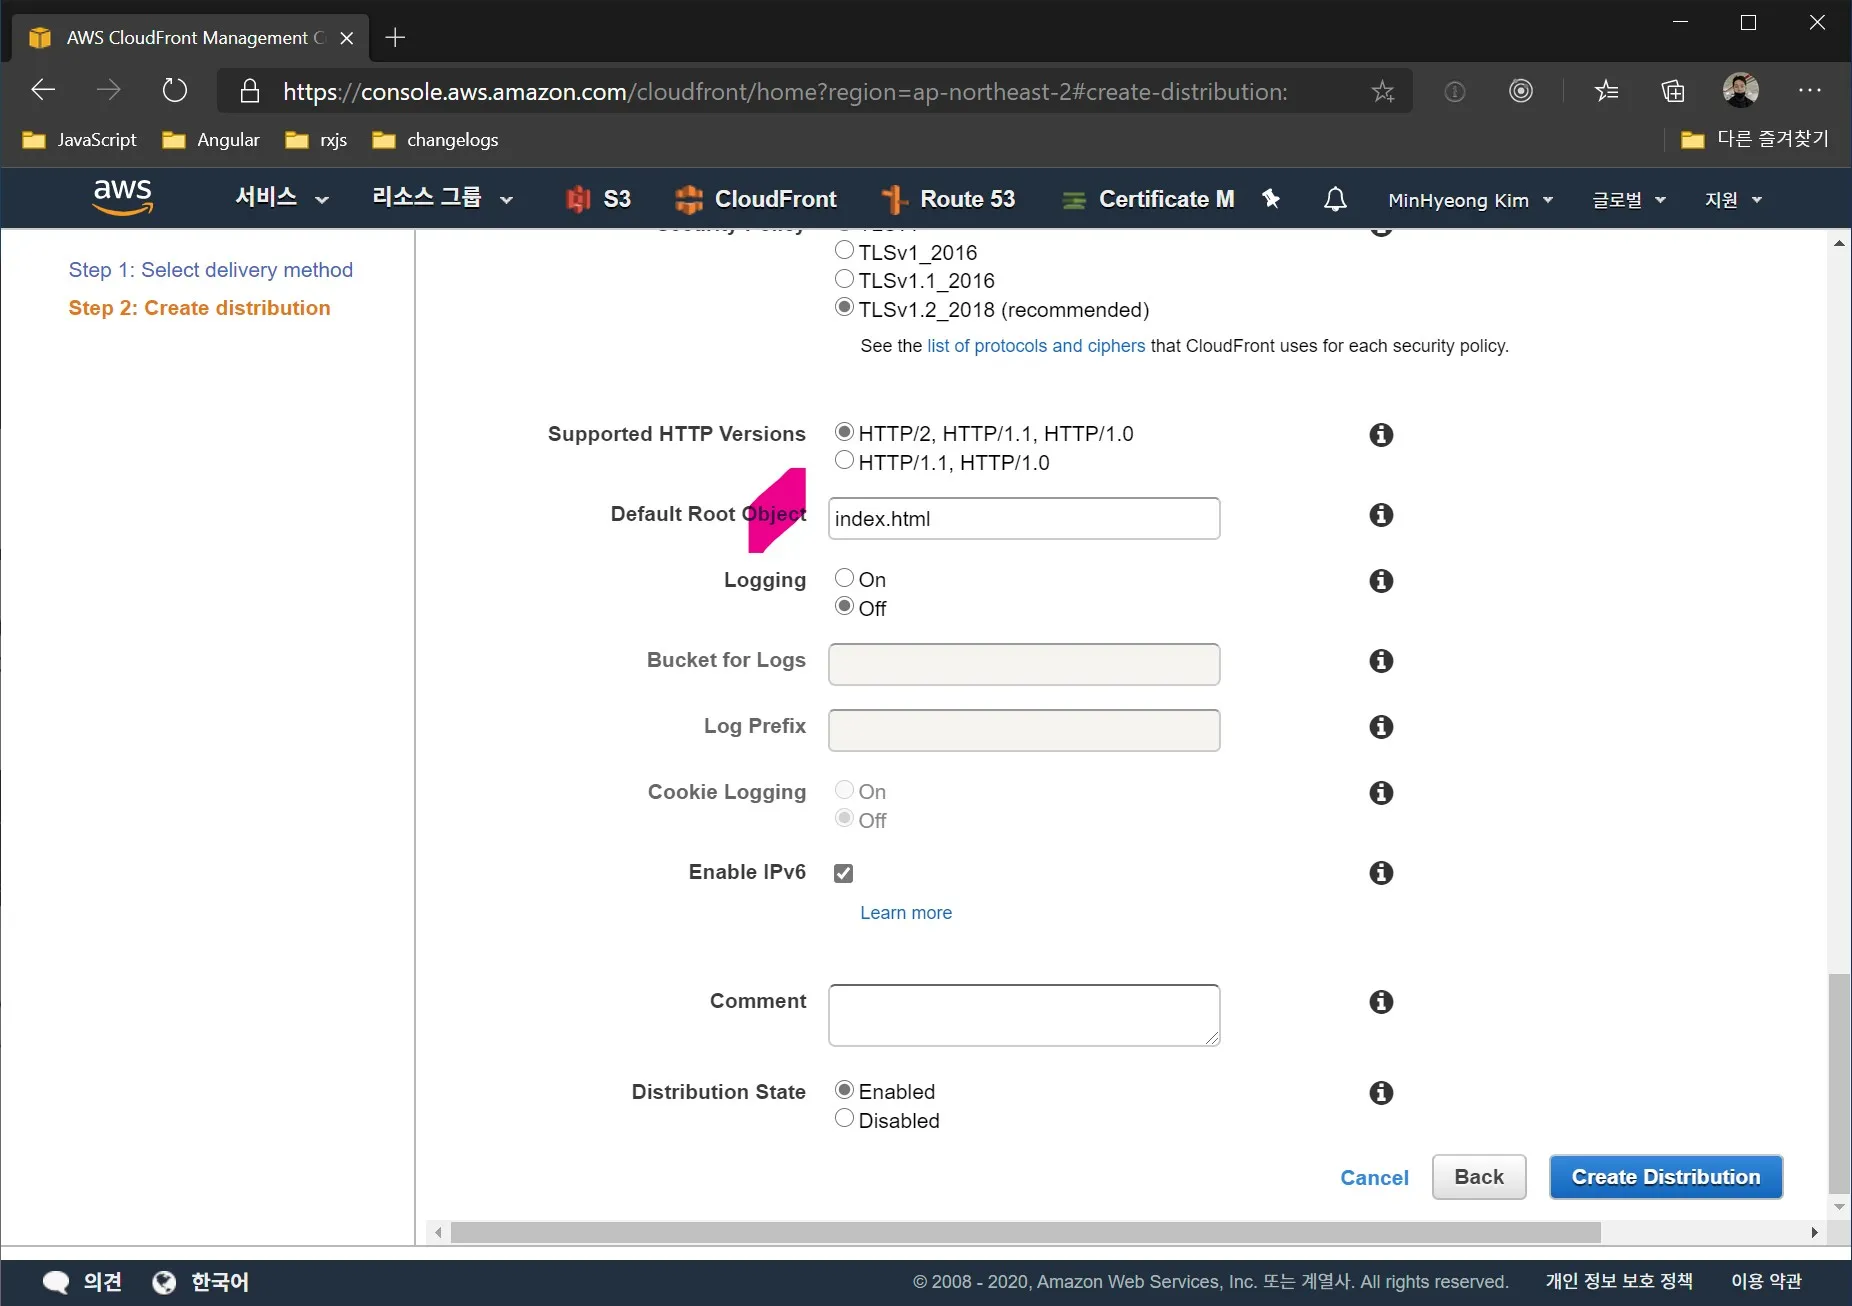 AWS CloudFront Management C
https://console.aws.amazon.com/cloudfront/home?region=ap-northeast-2#create-distribution:
JavaScript Angular rxjs changelogs 다른 즐겨찾기
aws 서비스 리소스 그룹 S3 CloudFront Route 53 Certificate M MinHyeong Kim 글로벌 지원
Step 1: Select delivery method
Step 2: Create distribution
Security Policy
TLSv1_2016
TLSv1.1_2016
TLSv1.2_2018 (recommended)
See the list of protocols and ciphers that CloudFront uses for each security policy.
Supported HTTP Versions HTTP/2, HTTP/1.1, HTTP/1.0
HTTP/1.1, HTTP/1.0
Default Root Object index.html
Logging On
Off
Bucket for Logs
Log Prefix
Cookie Logging On
Off
Enable IPv6
Learn more
Comment
Distribution State Enabled
Disabled
Cancel Back Create Distribution
의견 한국어 © 2008 - 2020, Amazon Web Services, Inc. 또는 계열사. All rights reserved. 개인 정보 보호 정책 이용 약관